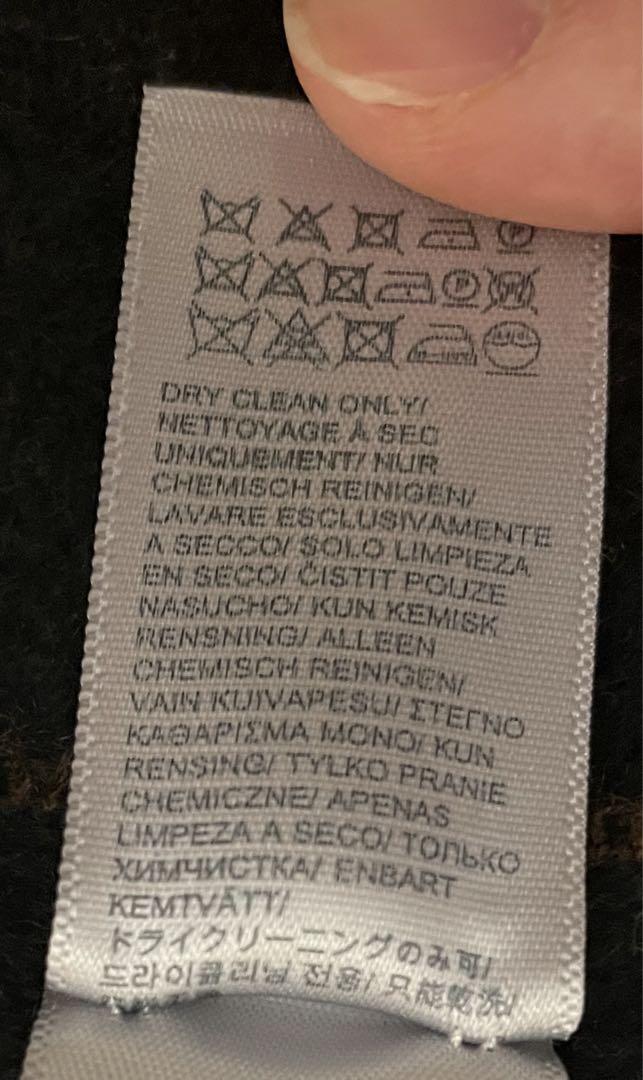 DRY CLEAN ONLY/
NETTOYAGE À SEC
UNIQUEMENT/ NUR
CHEMISCH REINIGEN/
LAVARE ESCLUSIVAMENTE
A SECCO/ SOLO LIMPIEZA
EN SECO/ ČISTIT POUZE
NASUCHO/ KUN KEMISK
RENSNING/ ALLEEN
CHEMISCH REINIGEN/
VAIN KUIVAPESU/ ΣΤΕΓΝΟ
ΚΑΘΑΡΙΣΜΑ ΜΟΝΟ/ KUN
RENSING/ TYLKO PRANIE
CHEMICZNE/ APENAS
LIMPEZA A SECO/ ТОЛЬКО
ХИМЧИСТКА/ ENBART
KEMTVÄTT/
ドライクリーニングのみ可/
드라이클리닝 전용/ 只能乾洗/